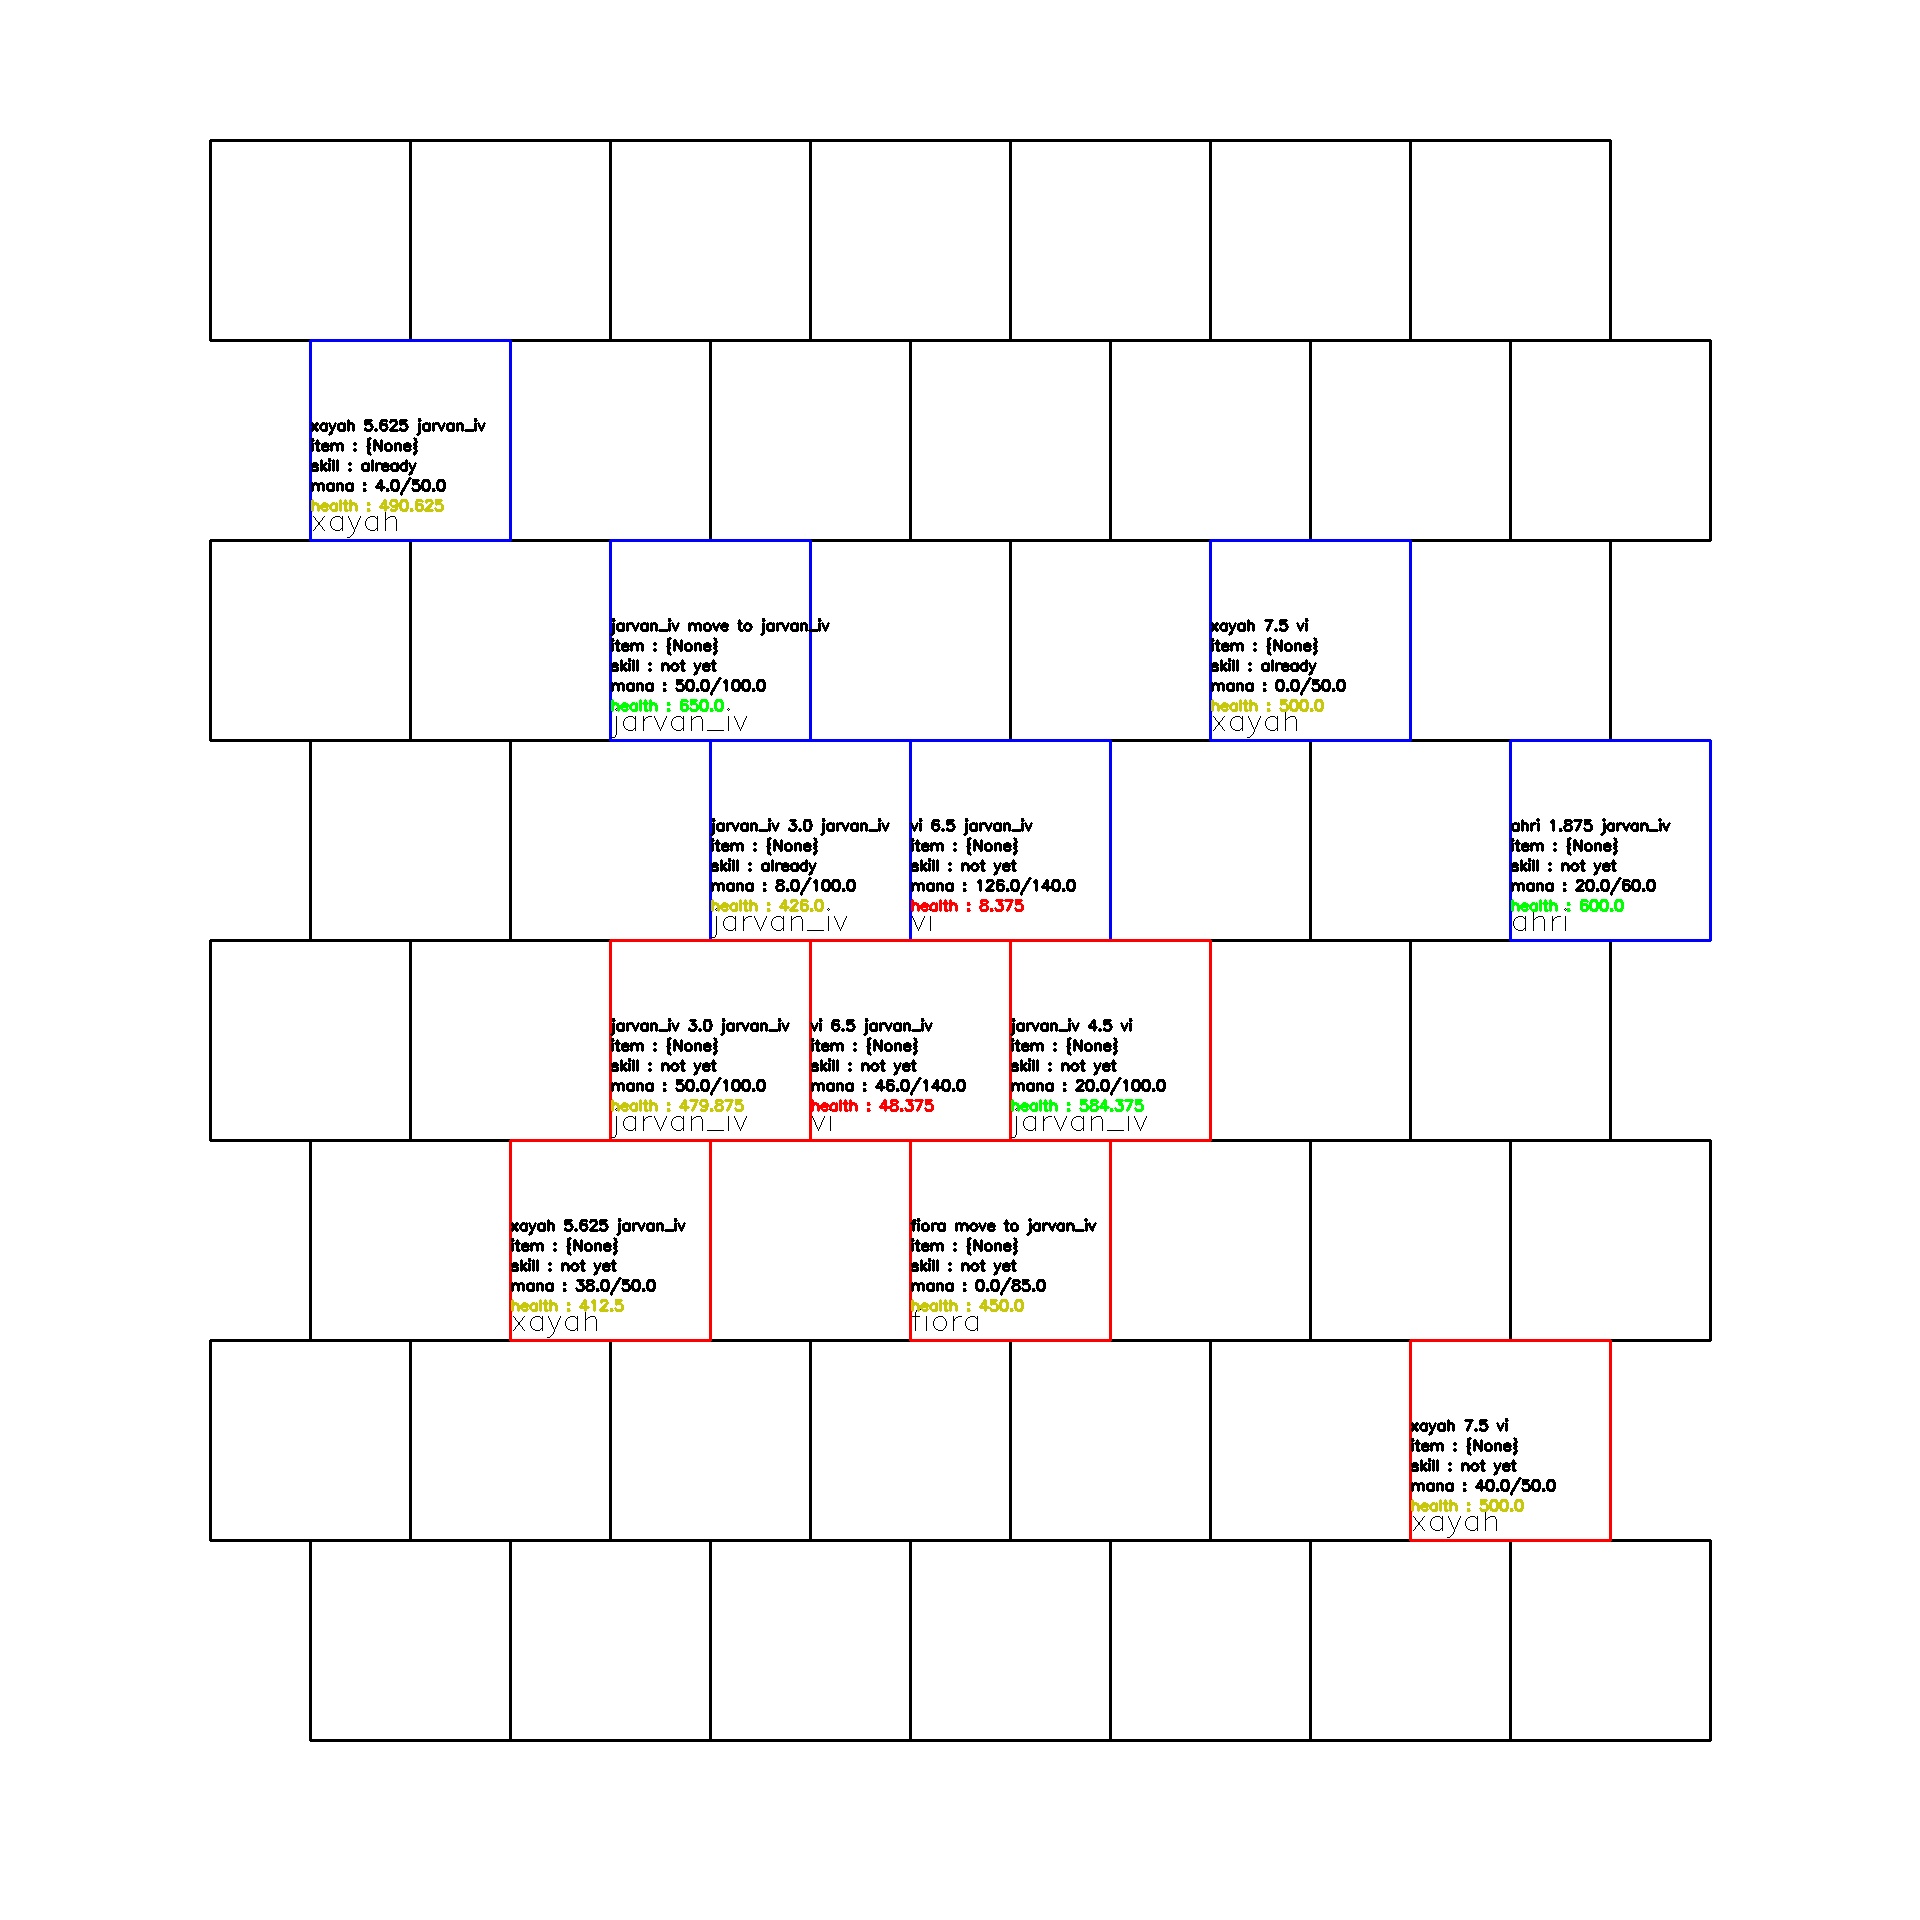 xayah 5.625 jarvan_iv
item : {None}
skill : already
mana : 4.0/50.0
health : 490.625
xayah
jarvan_iv move to jarvan_iv
item : {None}
skill : not yet
mana : 50.0/100.0
health : 650.0
jarvan_iv
xayah 7.5 vi
item : {None}
skill : already
mana : 0.0/50.0
health : 500.0
xayah
jarvan_iv 3.0 jarvan_iv
item : {None}
skill : already
mana : 8.0/100.0
health : 426.0
jarvan_iv
vi 6.5 jarvan_iv
item : {None}
skill : not yet
mana : 126.0/140.0
health : 8.375
vi
ahri 1.875 jarvan_iv
item : {None}
skill : not yet
mana : 20.0/60.0
health : 600.0
ahri
jarvan_iv 3.0 jarvan_iv
item : {None}
skill : not yet
mana : 50.0/100.0
health : 479.875
jarvan_iv
vi 6.5 jarvan_iv
item : {None}
skill : not yet
mana : 46.0/140.0
health : 48.375
vi
jarvan_iv 4.5 vi
item : {None}
skill : not yet
mana : 20.0/100.0
health : 584.375
jarvan_iv
xayah 5.625 jarvan_iv
item : {None}
skill : not yet
mana : 38.0/50.0
health : 412.5
xayah
fiora move to jarvan_iv
item : {None}
skill : not yet
mana : 0.0/85.0
health : 450.0
fiora
xayah 7.5 vi
item : {None}
skill : not yet
mana : 40.0/50.0
health : 500.0
xayah